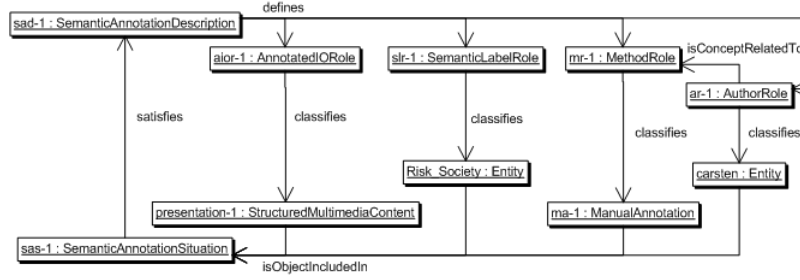 defines
sad-1 : SemanticAnnotationDescription
aior-1 : AnnotatedIORole
slr-1 : SemanticLabelRole
mr-1 : MethodRole
isConceptRelatedTo
ar-1 : AuthorRole
satisfies
classifies
classifies
classifies
classifies
Risk_Society : Entity
carsten : Entity
presentation-1 : StructuredMultimediaContent
ma-1 : ManualAnnotation
sas-1 : SemanticAnnotationSituation
isObjectIncludedIn